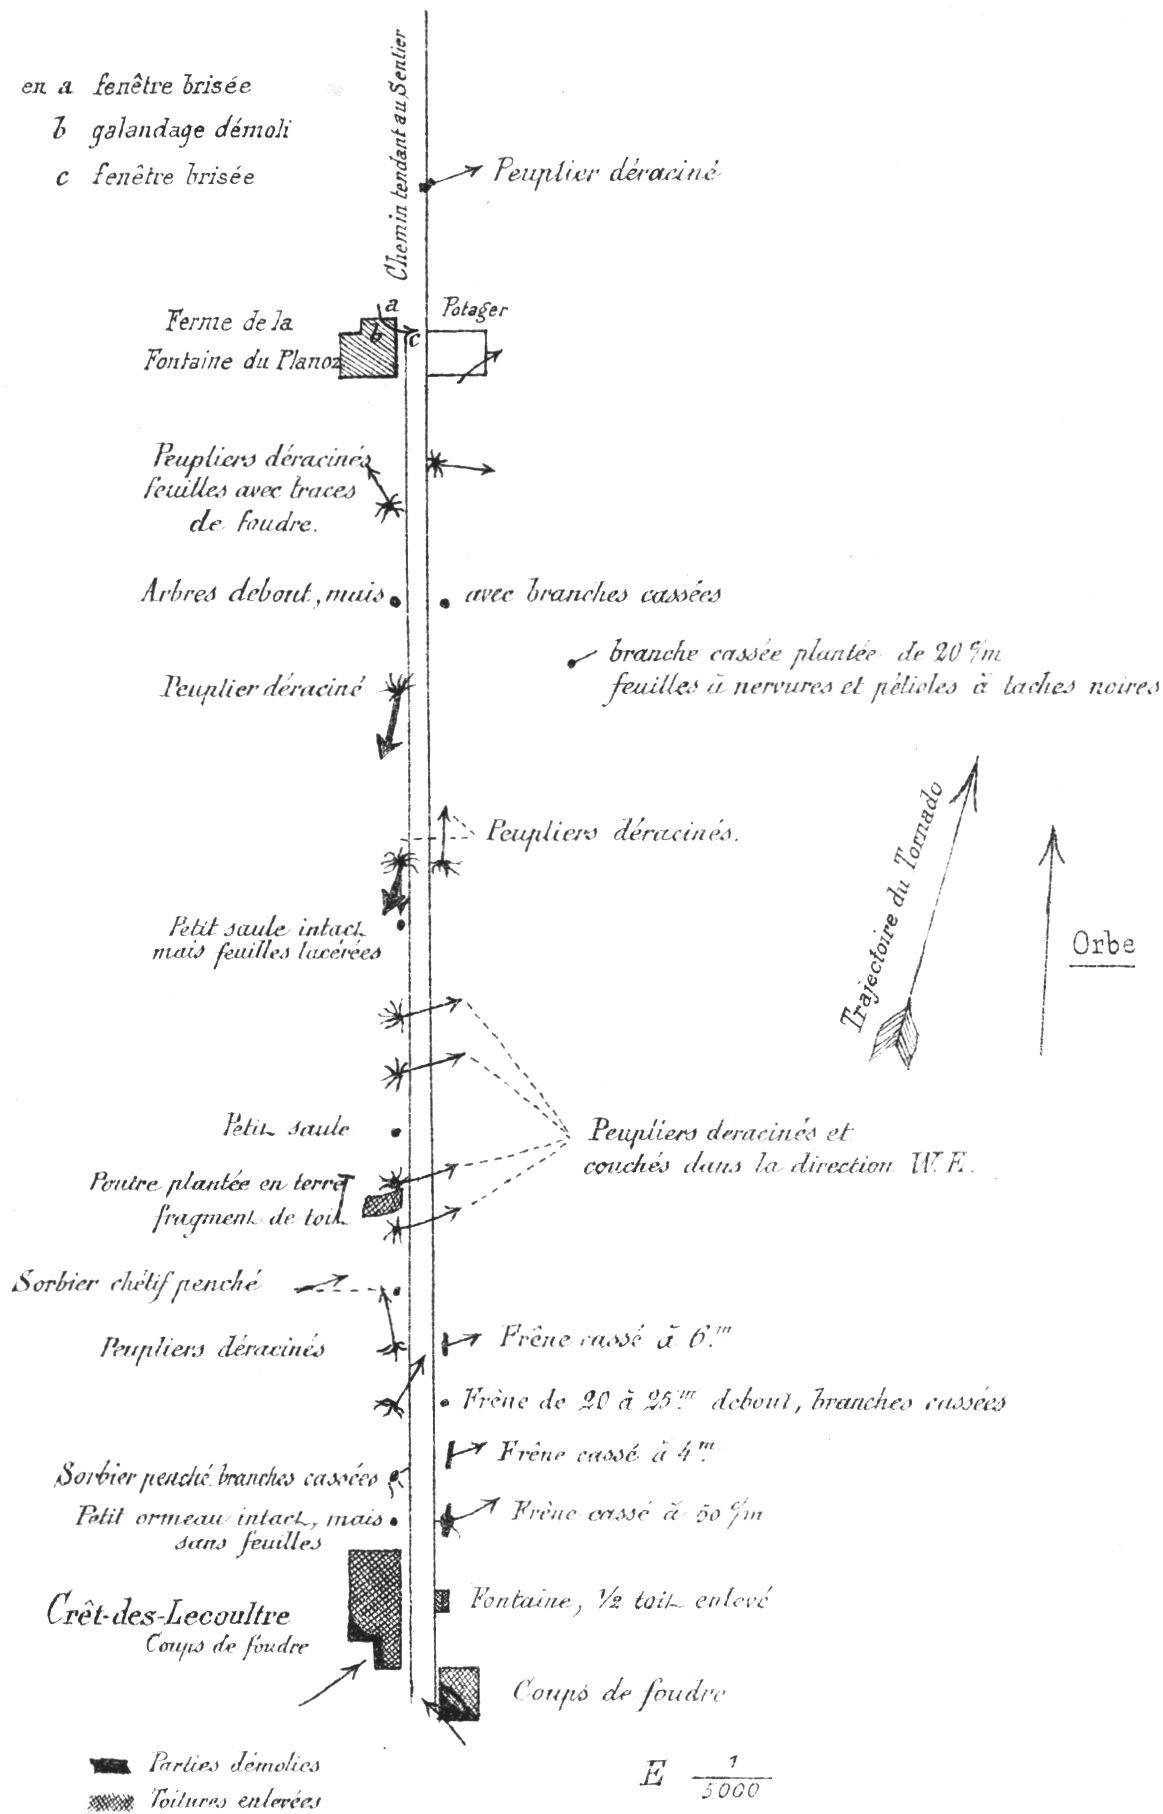 en a fenêtre brisée
b galandage démoli
c fenêtre brisée
Chemin tendant au Sentier
Peuplier déraciné
a
b
c
Potager
Ferme de la
Fontaine du Planoz
Peupliers déracinés
feuilles avec traces
de foudre.
Arbres debout, mais
avec branches cassées
branche cassée plantée de 20 c/m
feuilles à nervures et pétioles à taches noires
Peuplier déraciné
Peupliers déracinés.
Trajectoire du Tornado
Orbe
Petit saule intact
mais feuilles lacérées
Petit saule
Peupliers deracinés et
couchés dans la direction W.E.
Poutre plantée en terre
fragment de toit
Sorbier chétif penché
Peupliers déracinés
Frêne cassé à 6.m
Frêne de 20 à 25.m debout, branches cassées
Frêne cassé à 4m.
Sorbier penché branches cassées
Petit ormeau intact, mais
sans feuilles
Frêne cassé à 50 c/m
Crêt-des-Lecoultre
Coups de foudre
Fontaine, ½ toit enlevé
Coups de foudre
Parties démolies
Toitures enlevées
E 1/5000